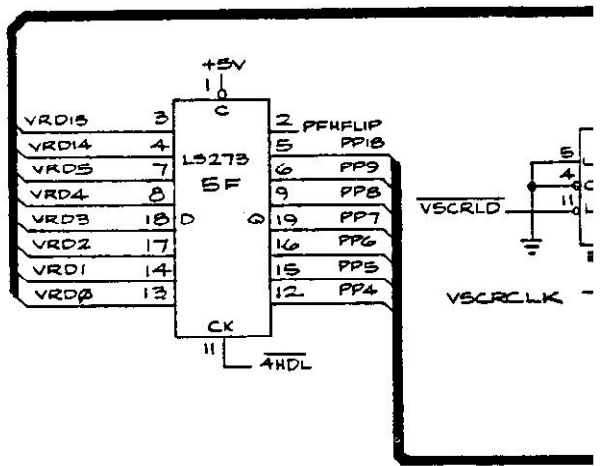 +5V
1
C
VRD15 3 2 PFHFLIP
VRD14 4 5 PP18
VRD5 7 LS273 6 PP9
VRD4 8 5F 9 PP8
VRD3 18 D Q 19 PP7
VRD2 17 16 PP6
VRD1 14 15 PP5
VRDØ 13 12 PP4
CK
11 4HDL
5 L
4
VSCRLD 11 L
VSCRCLK